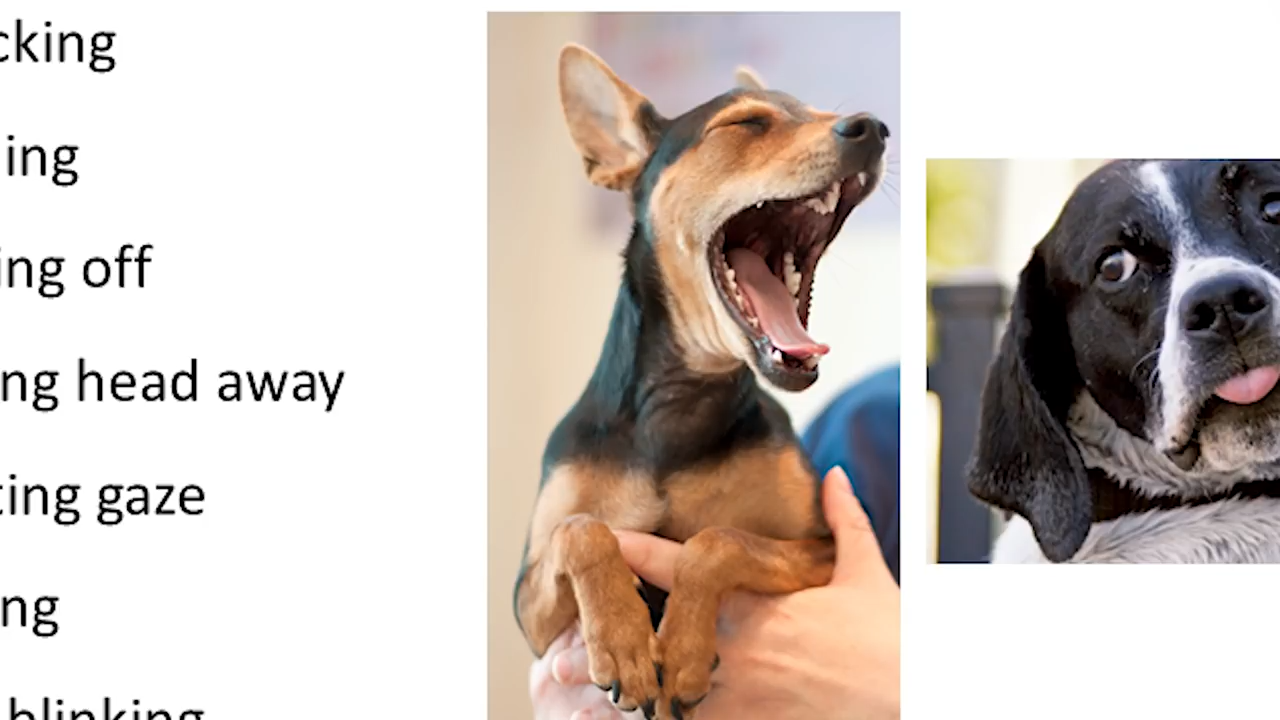 cking
ing
ing off
ng head away
ting gaze
ng
blinking